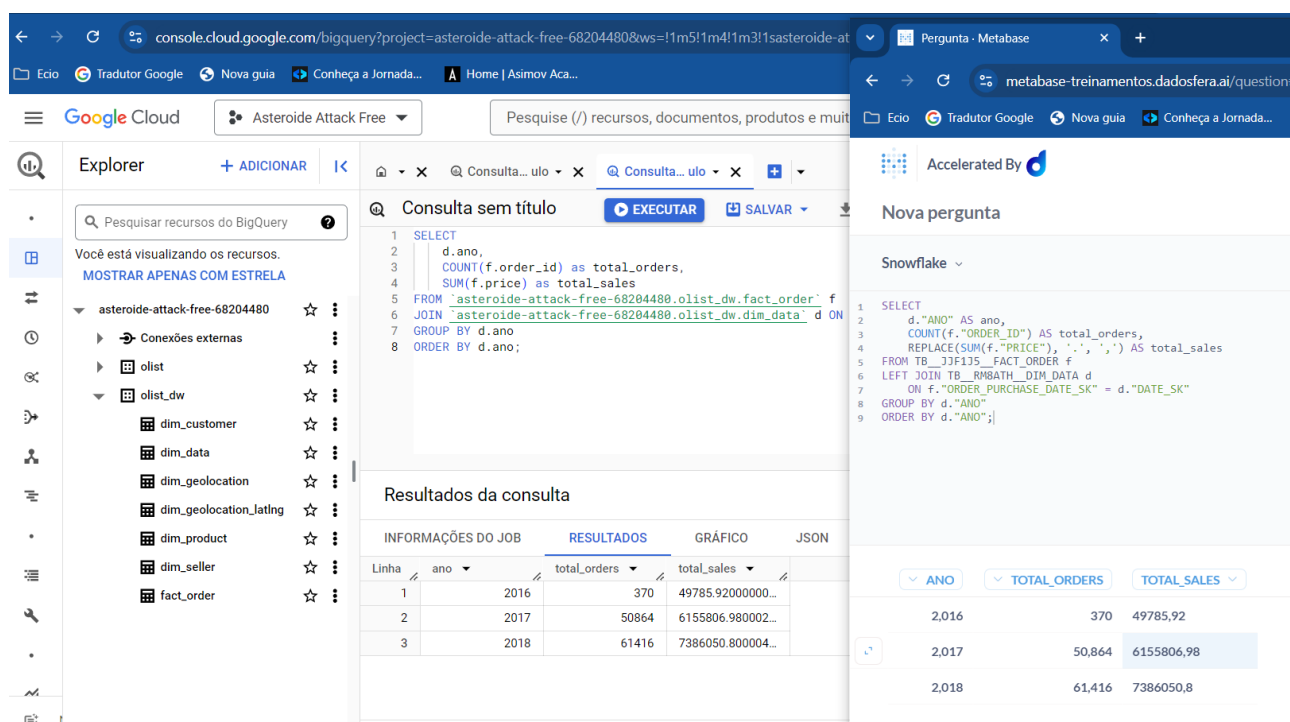 console.cloud.google.com/bigquery?project=asteroide-attack-free-68204480&ws=!1m5!1m4!1m3!1sasteroide-at
Ecio
Tradutor Google
Nova guia
Conheça a Jornada...
Home | Asimov Aca...
Google Cloud
Asteroide Attack Free
Pesquise (/) recursos, documentos, produtos e muit
Explorer
+ ADICIONAR
Pesquisar recursos do BigQuery
Você está visualizando os recursos.
MOSTRAR APENAS COM ESTRELA
asteroide-attack-free-68204480
Conexões externas
olist
olist_dw
dim_customer
dim_data
dim_geolocation
dim_geolocation_latlng
dim_product
dim_seller
fact_order
Consulta... ulo
Consulta... ulo
Consulta sem título
EXECUTAR
SALVAR
1 SELECT
2 d.ano,
3 COUNT(f.order_id) as total_orders,
4 SUM(f.price) as total_sales
5 FROM `asteroide-attack-free-68204480.olist_dw.fact_order` f
6 JOIN `asteroide-attack-free-68204480.olist_dw.dim_data` d ON
7 GROUP BY d.ano
8 ORDER BY d.ano;
Resultados da consulta
INFORMAÇÕES DO JOB RESULTADOS GRÁFICO JSON
Linha ano total_orders total_sales
1 2016 370 49785.92000000...
2 2017 50864 6155806.980002...
3 2018 61416 7386050.800004...
Pergunta · Metabase
metabase-treinamentos.dadosfera.ai/question
Ecio
Tradutor Google
Nova guia
Conheça a Jornada...
Accelerated By
Nova pergunta
Snowflake
1 SELECT
2 d."ANO" AS ano,
3 COUNT(f."ORDER_ID") AS total_orders,
4 REPLACE(SUM(f."PRICE"), '.', ',') AS total_sales
5 FROM TB__JJF1J5__FACT_ORDER f
6 LEFT JOIN TB__RM8ATH__DIM_DATA d
7 ON f."ORDER_PURCHASE_DATE_SK" = d."DATE_SK"
8 GROUP BY d."ANO"
9 ORDER BY d."ANO";
ANO TOTAL_ORDERS TOTAL_SALES
2,016 370 49785,92
2,017 50,864 6155806,98
2,018 61,416 7386050,8